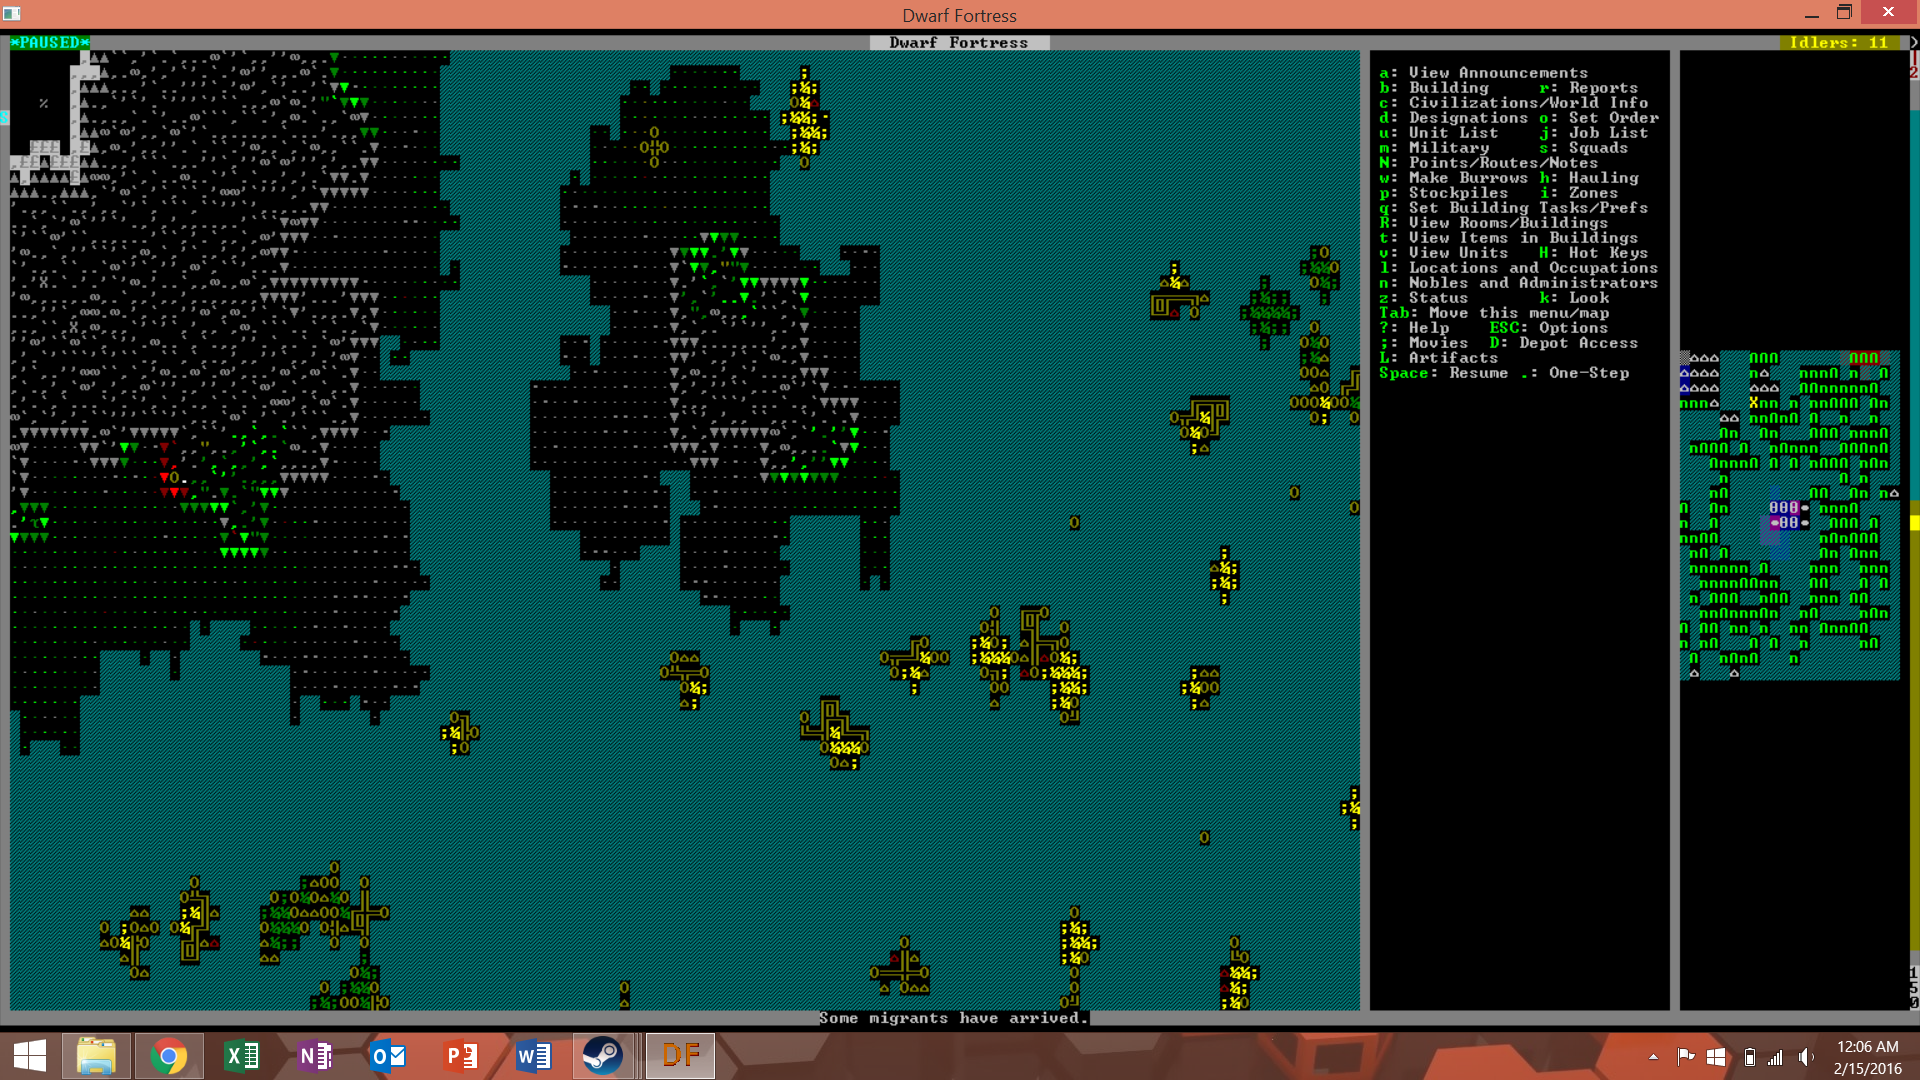 Dwarf Fortress
*PAUSED*
Dwarf Fortress
Idlers: 11
a: View Announcements
b: Building r: Reports
c: Civilizations/World Info
d: Designations o: Set Order
u: Unit List j: Job List
m: Military s: Squads
N: Points/Routes/Notes
w: Make Burrows h: Hauling
p: Stockpiles i: Zones
q: Set Building Tasks/Prefs
R: View Rooms/Buildings
t: View Items in Buildings
v: View Units H: Hot Keys
l: Locations and Occupations
n: Nobles and Administrators
z: Status k: Look
Tab: Move this menu/map
?: Help ESC: Options
;: Movies D: Depot Access
L: Artifacts
Space: Resume .: One-Step
Some migrants have arrived.
DF
12:06 AM
2/15/2016